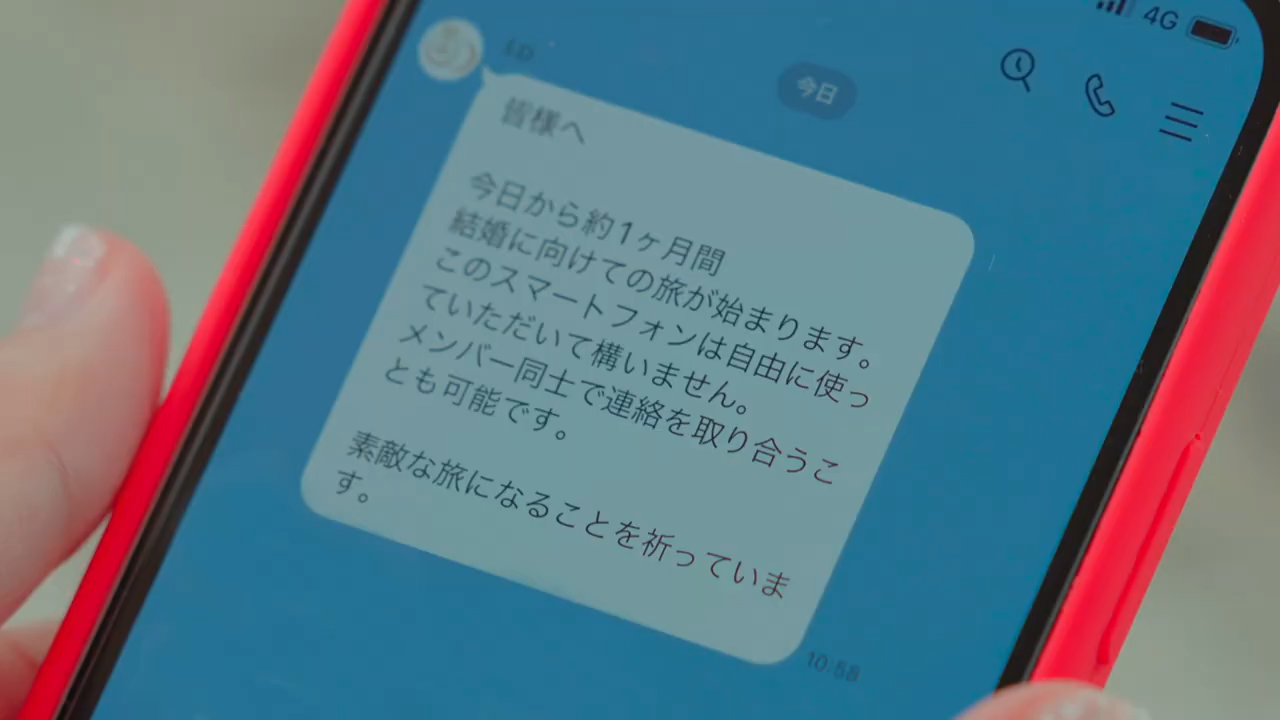 4G
今日
皆様へ
今日から約1ヶ月間
結婚に向けての旅が始まります。
このスマートフォンは自由に使っ
ていただいて構いません。
メンバー同士で連絡を取り合うこ
とも可能です。
素敵な旅になることを祈っていま
す。
10:58